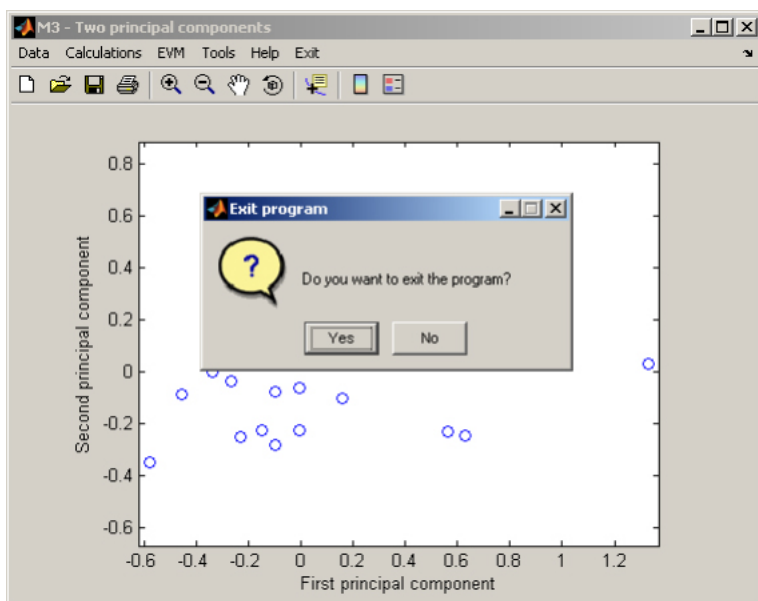 M3 - Two principal components
Data Calculations EVM Tools Help Exit
0.8
0.6
0.4
0.2
0
-0.2
-0.4
-0.6
Second principal component
Exit program
?
Do you want to exit the program?
Yes No
-0.6 -0.4 -0.2 0 0.2 0.4 0.6 0.8 1 1.2
First principal component